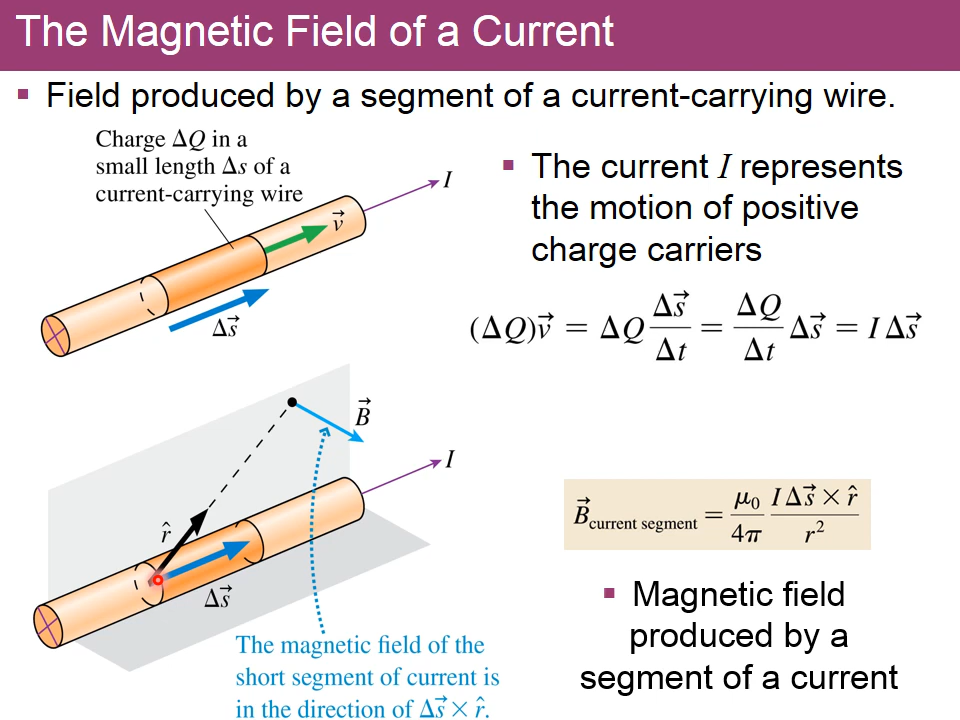 The Magnetic Field of a Current
▪ Field produced by a segment of a current-carrying wire.
Charge ΔQ in a
small length Δs of a
current-carrying wire
I
v⃗
Δs⃗
▪ The current I represents
the motion of positive
charge carriers
(ΔQ)v⃗ = ΔQ Δs⃗/Δt = ΔQ/Δt Δs⃗ = I Δs⃗
B⃗
I
r̂
Δs⃗
The magnetic field of the
short segment of current is
in the direction of Δs⃗ × r̂.
B⃗current segment = μ₀/4π I Δs⃗ × r̂/r²
▪ Magnetic field
produced by a
segment of a current